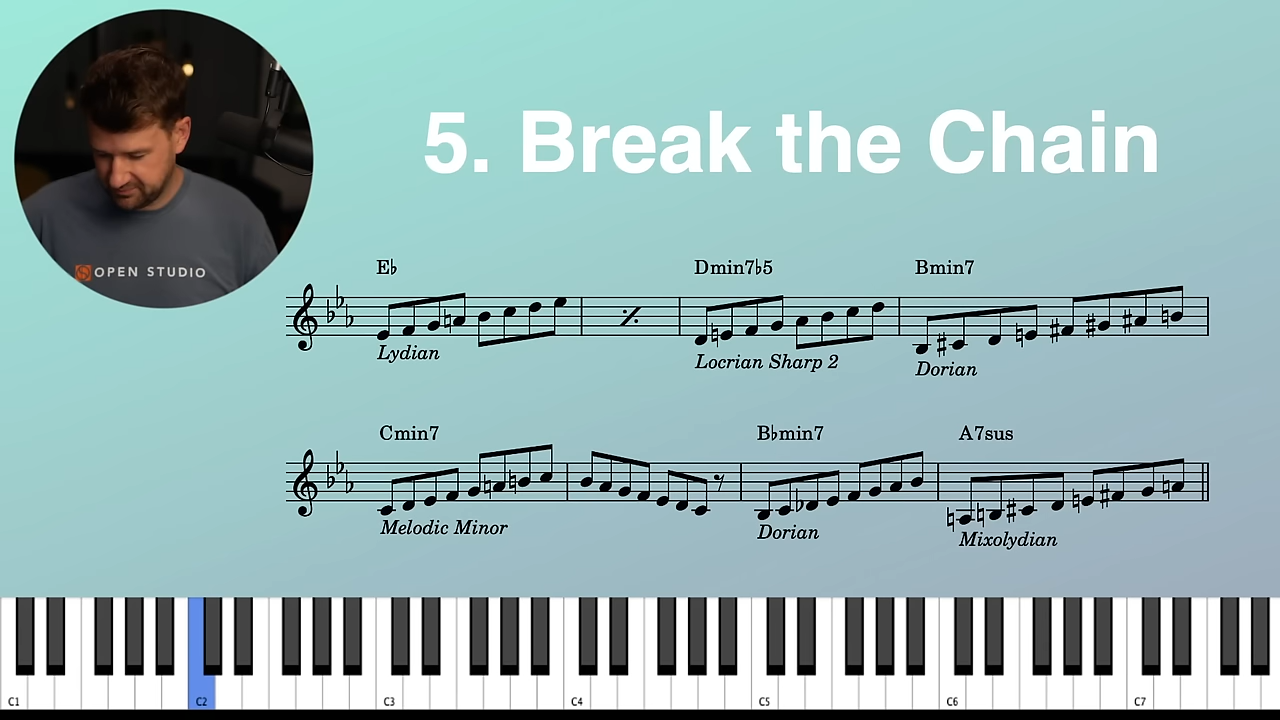 5. Break the Chain
OPEN STUDIO
E♭ Dmin7♭5 Bmin7
Lydian Locrian Sharp 2 Dorian
Cmin7 B♭min7 A7sus
Melodic Minor Dorian Mixolydian
C1 C2 C3 C4 C5 C6 C7